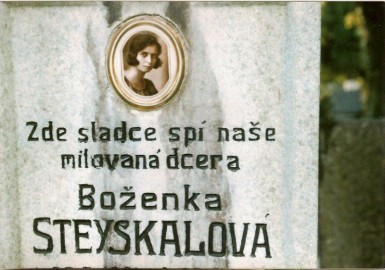 Zde sladce spí naše
milovaná dcera
Boženka
STEYSKALOVÁ